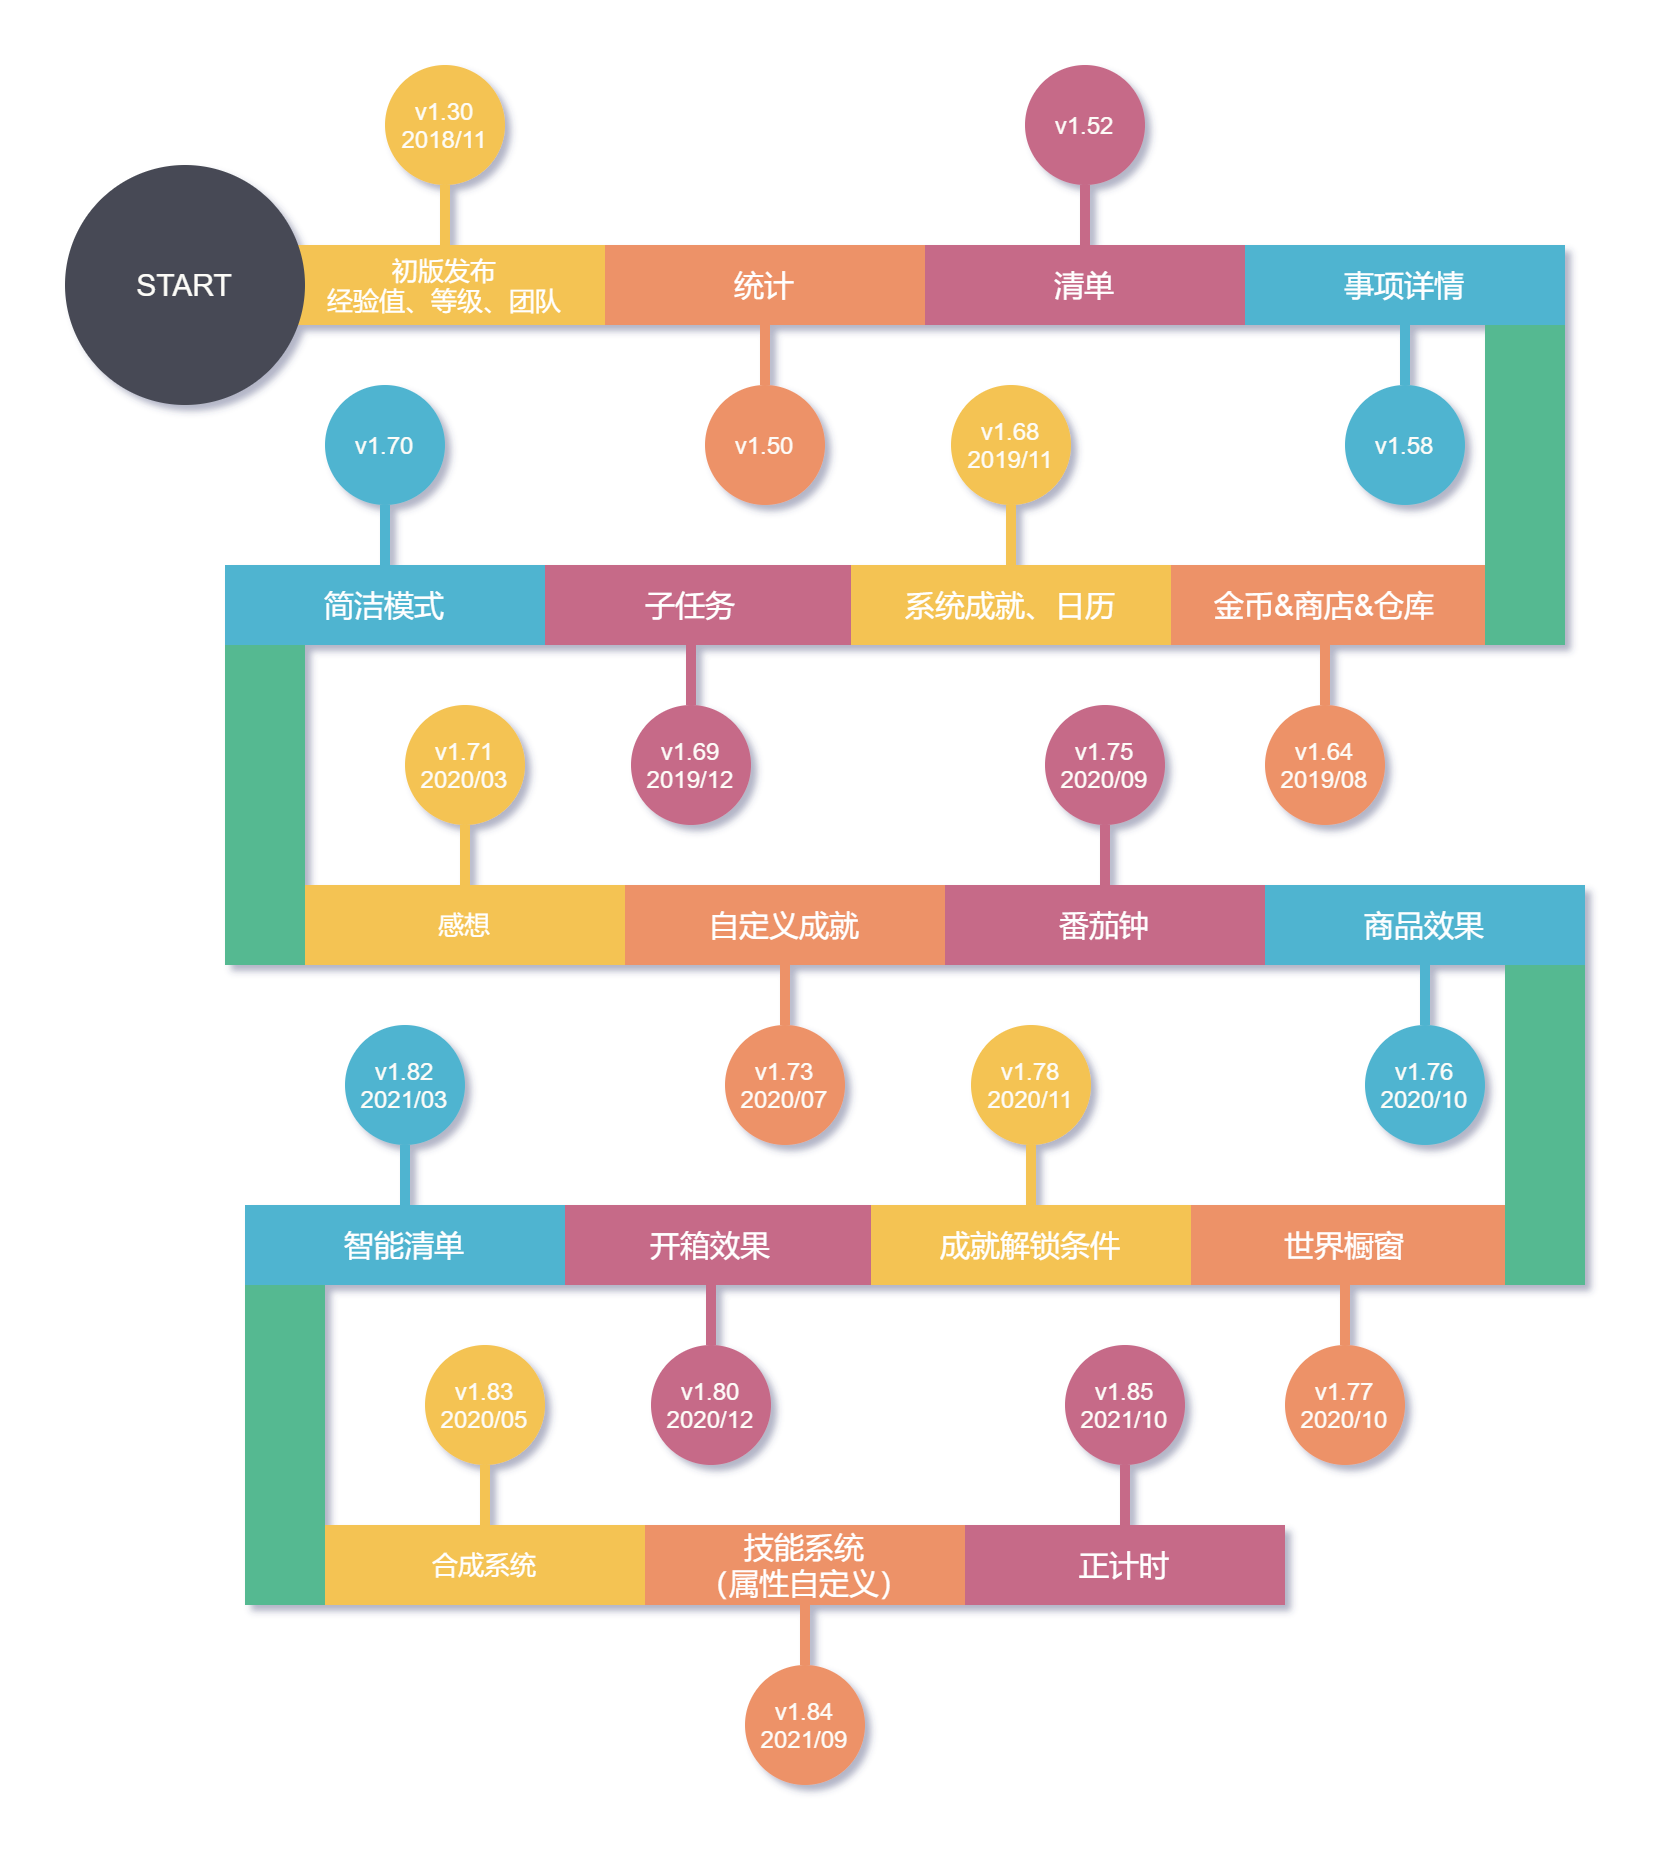 v1.30
2018/11
v1.52
START
初版发布
经验值、等级、团队
统计
清单
事项详情
v1.70
v1.50
v1.68
2019/11
v1.58
简洁模式
子任务
系统成就、日历
金币&商店&仓库
v1.71
2020/03
v1.69
2019/12
v1.75
2020/09
v1.64
2019/08
感想
自定义成就
番茄钟
商品效果
v1.82
2021/03
v1.73
2020/07
v1.78
2020/11
v1.76
2020/10
智能清单
开箱效果
成就解锁条件
世界橱窗
v1.83
2020/05
v1.80
2020/12
v1.85
2021/10
v1.77
2020/10
合成系统
技能系统
（属性自定义）
正计时
v1.84
2021/09